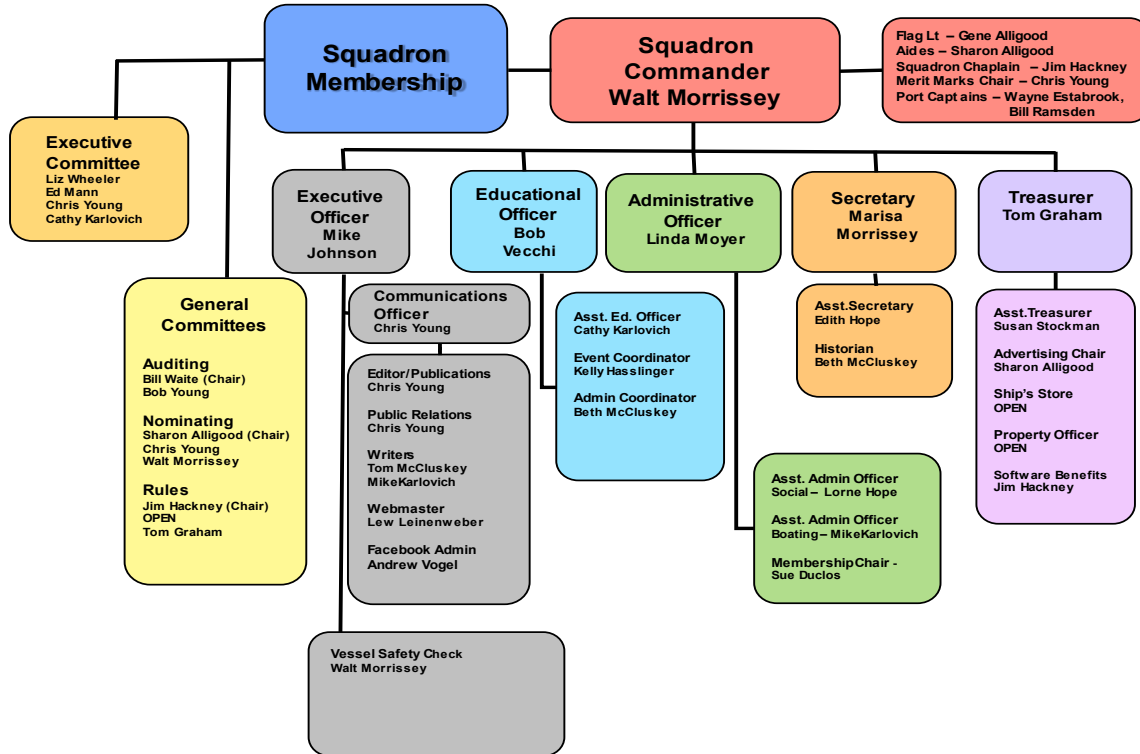 Squadron
Membership
Squadron
Commander
Walt Morrissey
Flag Lt – Gene Alligood
Aides – Sharon Alligood
Squadron Chaplain – Jim Hackney
Merit Marks Chair – Chris Young
Port Captains – Wayne Estabrook,
Bill Ramsden
Executive
Committee
Liz Wheeler
Ed Mann
Chris Young
Cathy Karlovich
Executive
Officer
Mike
Johnson
Educational
Officer
Bob
Vecchi
Administrative
Officer
Linda Moyer
Secretary
Marisa
Morrissey
Treasurer
Tom Graham
General
Committees
Auditing
Bill Waite (Chair)
Bob Young
Nominating
Sharon Alligood (Chair)
Chris Young
Walt Morrissey
Rules
Jim Hackney (Chair)
OPEN
Tom Graham
Communications
Officer
Chris Young
Editor/Publications
Chris Young
Public Relations
Chris Young
Writers
Tom McCluskey
MikeKarlovich
Webmaster
Lew Leinenweber
Facebook Admin
Andrew Vogel
Vessel Safety Check
Walt Morrissey
Asst. Ed. Officer
Cathy Karlovich
Event Coordinator
Kelly Hasslinger
Admin Coordinator
Beth McCluskey
Asst. Admin Officer
Social – Lorne Hope
Asst. Admin Officer
Boating – MikeKarlovich
MembershipChair -
Sue Duclos
Asst.Secretary
Edith Hope
Historian
Beth McCluskey
Asst.Treasurer
Susan Stockman
Advertising Chair
Sharon Alligood
Ship's Store
OPEN
Property Officer
OPEN
Software Benefits
Jim Hackney